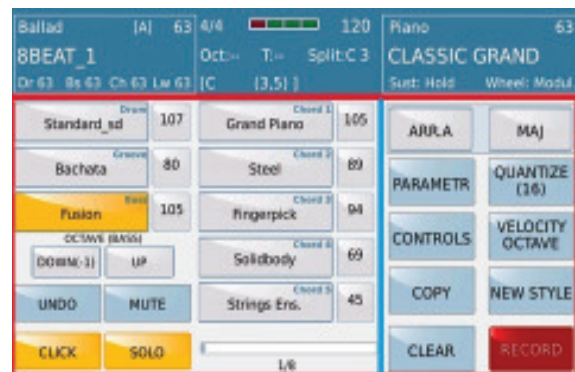 Ballad [A] 63 4/4 120 Piano 63
8BEAT_1 Oct:-- T:-- Split:C 3 CLASSIC GRAND
Dr 63 Bs 63 Ch 63 Lw 63 [C (3,5) ] Sust: Hold Wheel: Modul
Drum
Standard_sd 107
Chord 1
Grand Piano 105
ARR.A MAJ
Groove
Bachata 80
Chord 2
Steel 89
PARAMETR QUANTIZE
(16)
Bass
Fusion 105
Chord 3
Fingerpick 94
CONTROLS VELOCITY
OCTAVE
OCTAVE (BASS)
DOWN(-1) UP
Chord 4
Solidbody 69
UNDO MUTE
Chord 5
Strings Ens. 45
COPY NEW STYLE
CLICK SOLO
1/8
CLEAR RECORD